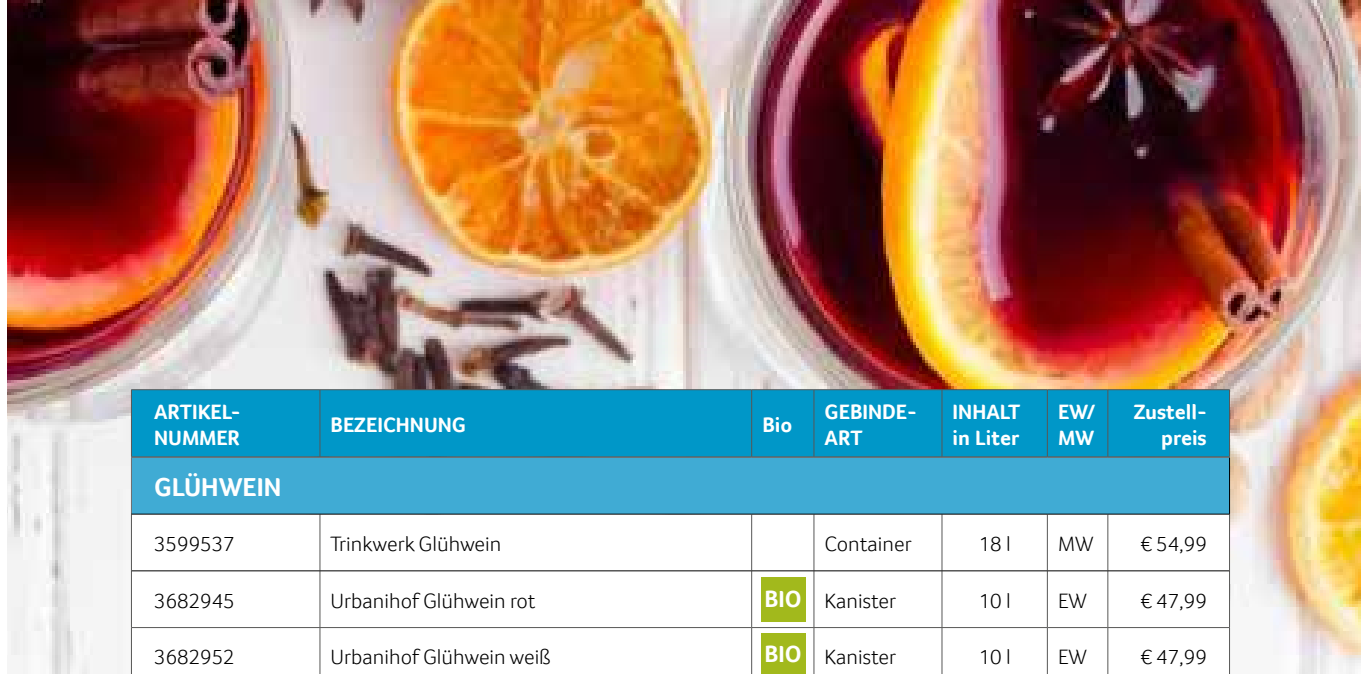 ARTIKEL-NUMMER BEZEICHNUNG Bio GEBINDE-ART INHALT in Liter EW/MW Zustell-preis
GLÜHWEIN
3599537 Trinkwerk Glühwein Container 18 l MW € 54,99
3682945 Urbanihof Glühwein rot BIO Kanister 10 l EW € 47,99
3682952 Urbanihof Glühwein weiß BIO Kanister 10 l EW € 47,99